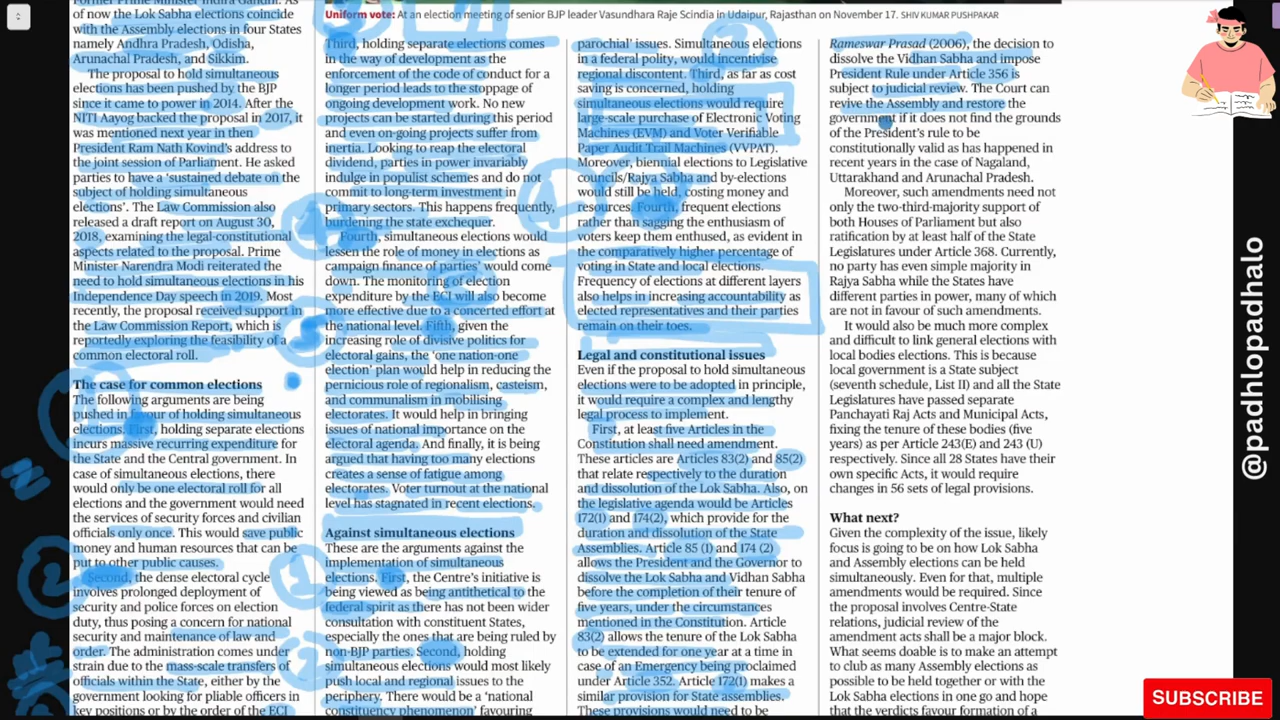 Former Prime Minister Indira Gandhi. As
of now the Lok Sabha elections coincide
with the Assembly elections in four States
namely Andhra Pradesh, Odisha,
Arunachal Pradesh, and Sikkim.
The proposal to hold simultaneous
elections has been pushed by the BJP
since it came to power in 2014. After the
NITI Aayog backed the proposal in 2017, it
was mentioned next year in then
President Ram Nath Kovind's address to
the joint session of Parliament. He asked
parties to have a 'sustained debate on the
subject of holding simultaneous
elections'. The Law Commission also
released a draft report on August 30,
2018, examining the legal-constitutional
aspects related to the proposal. Prime
Minister Narendra Modi reiterated the
need to hold simultaneous elections in his
Independence Day speech in 2019. Most
recently, the proposal received support in
the Law Commission Report, which is
reportedly exploring the feasibility of a
common electoral roll.
The case for common elections
The following arguments are being
pushed in favour of holding simultaneous
elections. First, holding separate elections
incurs massive recurring expenditure for
the State and the Central government. In
case of simultaneous elections, there
would only be one electoral roll for all
elections and the government would need
the services of security forces and civilian
officials only once. This would save public
money and human resources that can be
put to other public causes.
Second, the dense electoral cycle
involves prolonged deployment of
security and police forces on election
duty, thus posing a concern for national
security and maintenance of law and
order. The administration comes under
strain due to the mass-scale transfers of
officials within the State, either by the
government looking for pliable officers in
key positions or by the order of the ECI
Uniform vote: At an election meeting of senior BJP leader Vasundhara Raje Scindia in Udaipur, Rajasthan on November 17. SHIV KUMAR PUSHPAKAR
Third, holding separate elections comes
in the way of development as the
enforcement of the code of conduct for a
longer period leads to the stoppage of
ongoing development work. No new
projects can be started during this period
and even on-going projects suffer from
inertia. Looking to reap the electoral
dividend, parties in power invariably
indulge in populist schemes and do not
commit to long-term investment in
primary sectors. This happens frequently,
burdening the state exchequer.
Fourth, simultaneous elections would
lessen the role of money in elections as
campaign finance of parties' would come
down. The monitoring of election
expenditure by the ECI will also become
more effective due to a concerted effort at
the national level. Fifth, given the
increasing role of divisive politics for
electoral gains, the 'one nation-one
election' plan would help in reducing the
pernicious role of regionalism, casteism,
and communalism in mobilising
electorates. It would help in bringing
issues of national importance on the
electoral agenda. And finally, it is being
argued that having too many elections
creates a sense of fatigue among
electorates. Voter turnout at the national
level has stagnated in recent elections.
Against simultaneous elections
These are the arguments against the
implementation of simultaneous
elections. First, the Centre's initiative is
being viewed as being antithetical to the
federal spirit as there has not been wider
consultation with constituent States,
especially the ones that are being ruled by
non-BJP parties. Second, holding
simultaneous elections would most likely
push local and regional issues to the
periphery. There would be a 'national
constituency phenomenon' favouring
parochial' issues. Simultaneous elections
in a federal polity, would incentivise
regional discontent. Third, as far as cost
saving is concerned, holding
simultaneous elections would require
large-scale purchase of Electronic Voting
Machines (EVM) and Voter Verifiable
Paper Audit Trail Machines (VVPAT).
Moreover, biennial elections to Legislative
councils/Rajya Sabha and by-elections
would still be held, costing money and
resources. Fourth, frequent elections
rather than sagging the enthusiasm of
voters keep them enthused, as evident in
the comparatively higher percentage of
voting in State and local elections.
Frequency of elections at different layers
also helps in increasing accountability as
elected representatives and their parties
remain on their toes.
Legal and constitutional issues
Even if the proposal to hold simultaneous
elections were to be adopted in principle,
it would require a complex and lengthy
legal process to implement.
First, at least five Articles in the
Constitution shall need amendment.
These articles are Articles 83(2) and 85(2)
that relate respectively to the duration
and dissolution of the Lok Sabha. Also, on
the legislative agenda would be Articles
172(1) and 174(2), which provide for the
duration and dissolution of the State
Assemblies. Article 85 (1) and 174 (2)
allows the President and the Governor to
dissolve the Lok Sabha and Vidhan Sabha
before the completion of their tenure of
five years, under the circumstances
mentioned in the Constitution. Article
83(2) allows the tenure of the Lok Sabha
to be extended for one year at a time in
case of an Emergency being proclaimed
under Article 352. Article 172(1) makes a
similar provision for State assemblies.
These provisions would need to be
Rameswar Prasad (2006), the decision to
dissolve the Vidhan Sabha and impose
President Rule under Article 356 is
subject to judicial review. The Court can
revive the Assembly and restore the
government if it does not find the grounds
of the President's rule to be
constitutionally valid as has happened in
recent years in the case of Nagaland,
Uttarakhand and Arunachal Pradesh.
Moreover, such amendments need not
only the two-third-majority support of
both Houses of Parliament but also
ratification by at least half of the State
Legislatures under Article 368. Currently,
no party has even simple majority in
Rajya Sabha while the States have
different parties in power, many of which
are not in favour of such amendments.
It would also be much more complex
and difficult to link general elections with
local bodies elections. This is because
local government is a State subject
(seventh schedule, List II) and all the State
Legislatures have passed separate
Panchayati Raj Acts and Municipal Acts,
fixing the tenure of these bodies (five
years) as per Article 243(E) and 243 (U)
respectively. Since all 28 States have their
own specific Acts, it would require
changes in 56 sets of legal provisions.
What next?
Given the complexity of the issue, likely
focus is going to be on how Lok Sabha
and Assembly elections can be held
simultaneously. Even for that, multiple
amendments would be required. Since
the proposal involves Centre-State
relations, judicial review of the
amendment acts shall be a major block.
What seems doable is to make an attempt
to club as many Assembly elections as
possible to be held together or with the
Lok Sabha elections in one go and hope
that the verdicts favour formation of a
@padhlopadhalo
SUBSCRIBE